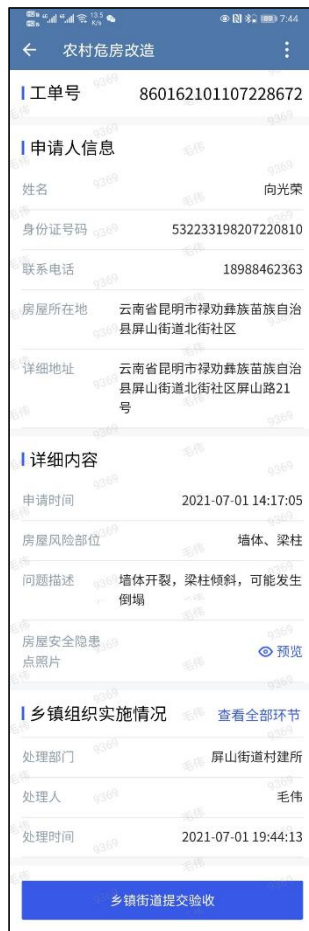 13.5
K/s
7:44
农村危房改造
工单号
860162101107228672
申请人信息
姓名
向光荣
身份证号码
532233198207220810
联系电话
18988462363
房屋所在地
云南省昆明市禄劝彝族苗族自治
县屏山街道北街社区
详细地址
云南省昆明市禄劝彝族苗族自治
县屏山街道北街社区屏山路21
号
详细内容
申请时间
2021-07-01 14:17:05
房屋风险部位
墙体、梁柱
问题描述
墙体开裂，梁柱倾斜，可能发生
倒塌
房屋安全隐患
点照片
预览
乡镇组织实施情况
查看全部环节
处理部门
屏山街道村建所
处理人
毛伟
处理时间
2021-07-01 19:44:13
乡镇街道提交验收
毛伟
9369